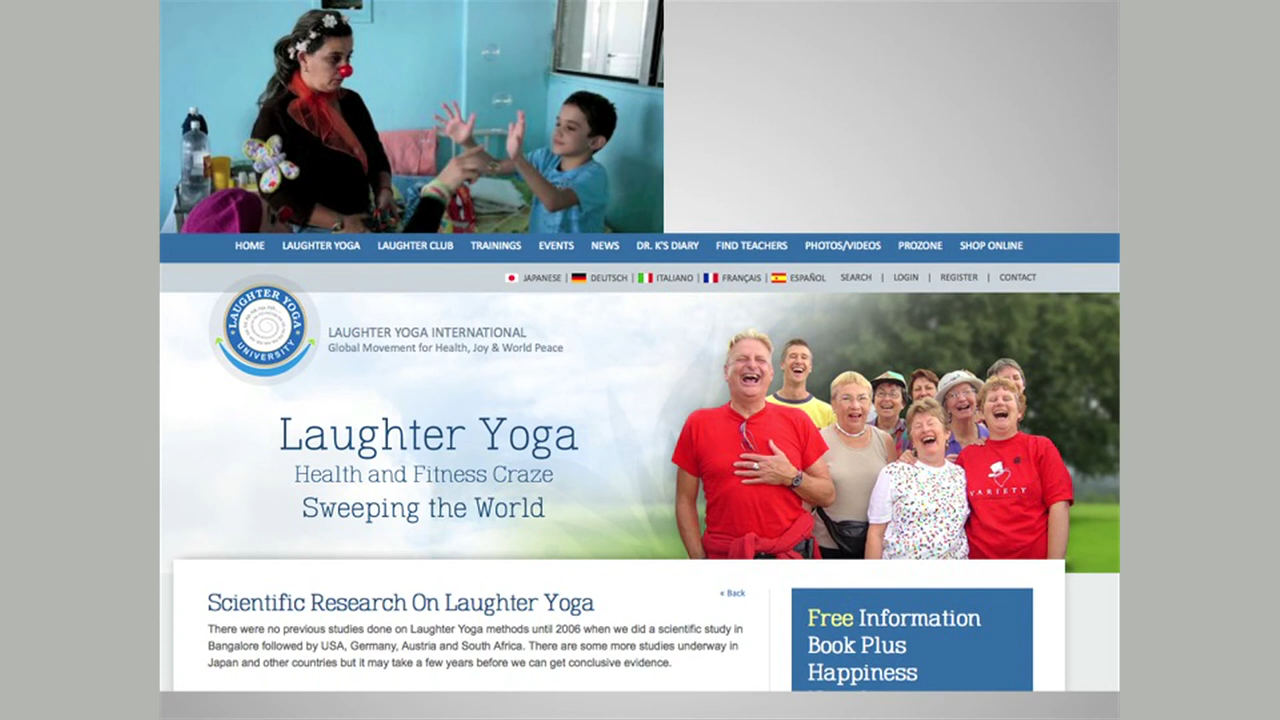 HOME LAUGHTER YOGA LAUGHTER CLUB TRAININGS EVENTS NEWS DR. K'S DIARY FIND TEACHERS PHOTOS/VIDEOS PROZONE SHOP ONLINE
JAPANESE | DEUTSCH | ITALIANO | FRANÇAIS | ESPAÑOL SEARCH | LOGIN | REGISTER | CONTACT
LAUGHTER YOGA
UNIVERSITY
LAUGHTER YOGA INTERNATIONAL
Global Movement for Health, Joy & World Peace
Laughter Yoga
Health and Fitness Craze
Sweeping the World
VARIETY
Scientific Research On Laughter Yoga
« Back
There were no previous studies done on Laughter Yoga methods until 2006 when we did a scientific study in
Bangalore followed by USA, Germany, Austria and South Africa. There are some more studies underway in
Japan and other countries but it may take a few years before we can get conclusive evidence.
Free Information
Book Plus
Happiness